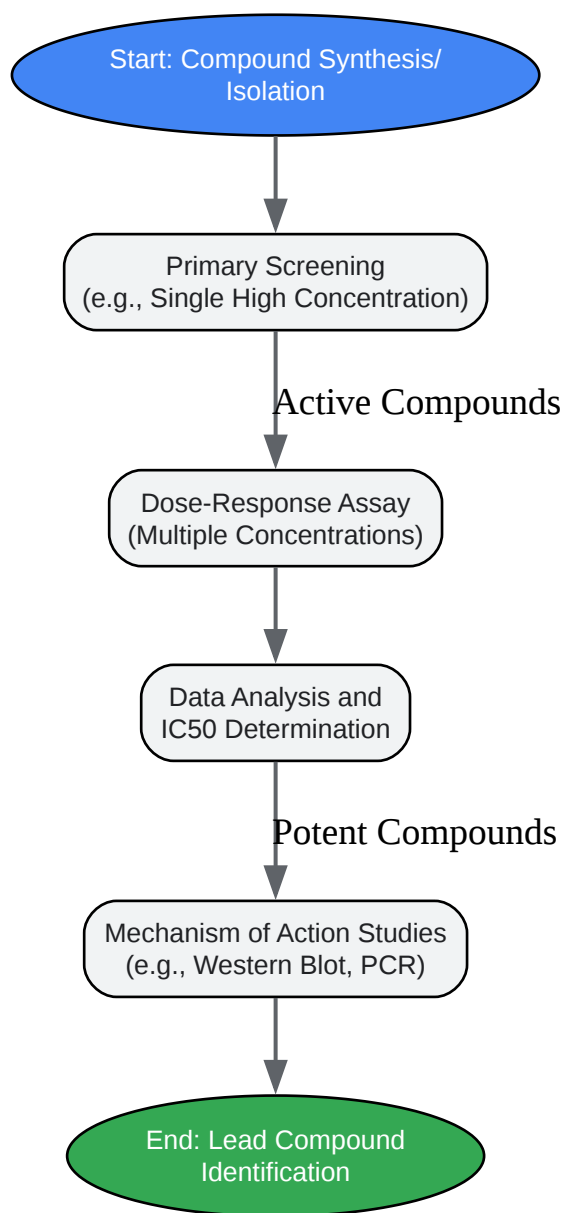 Start: Compound Synthesis/
Isolation
Primary Screening
(e.g., Single High Concentration)
Active Compounds
Dose-Response Assay
(Multiple Concentrations)
Data Analysis and
IC50 Determination
Potent Compounds
Mechanism of Action Studies
(e.g., Western Blot, PCR)
End: Lead Compound
Identification